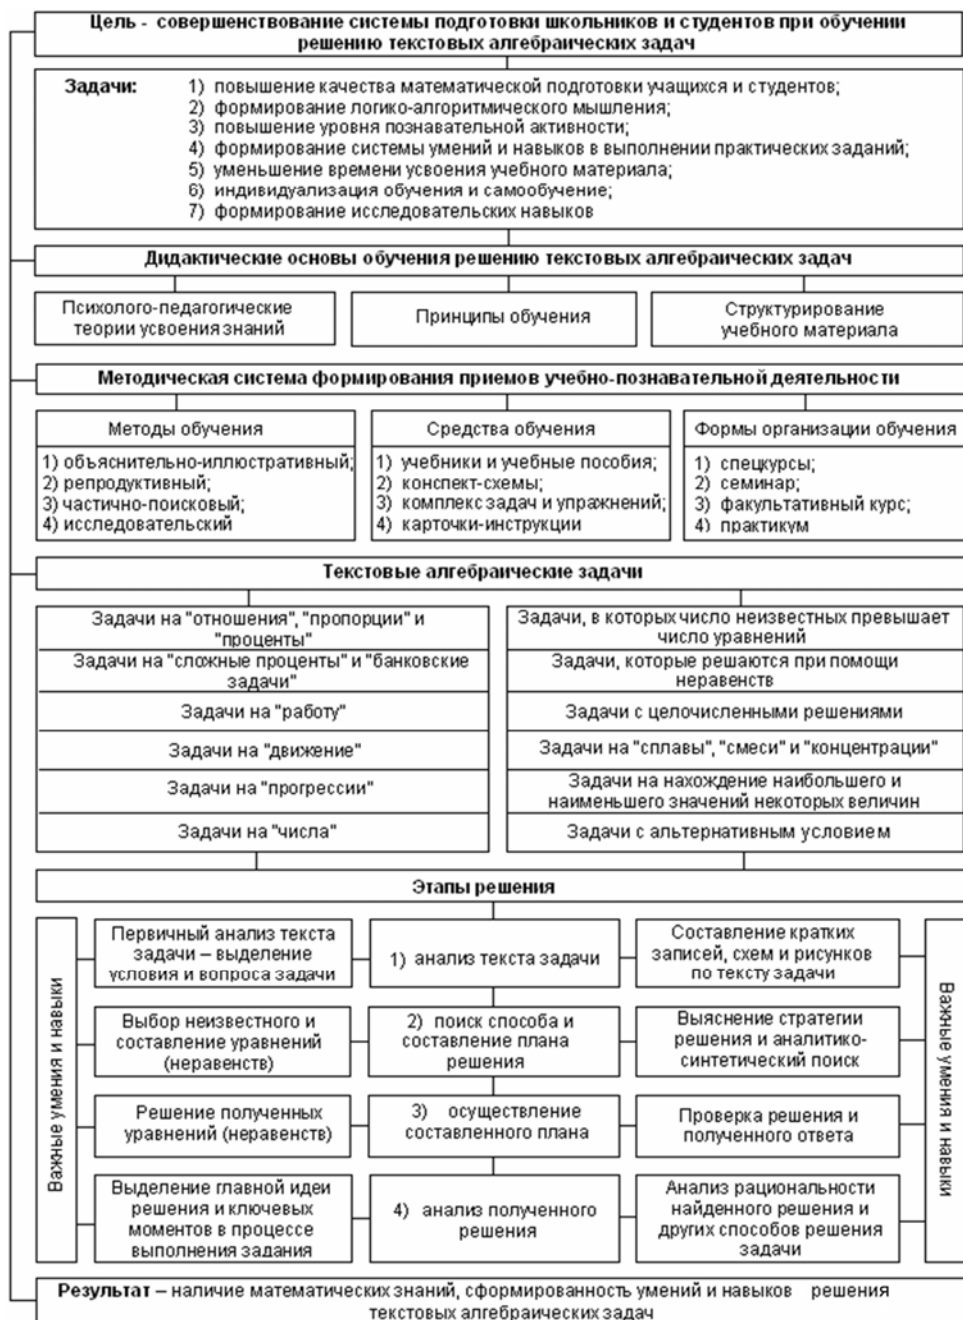 Цель - совершенствование системы подготовки школьников и студентов при обучении
решению текстовых алгебраических задач
Задачи:
1) повышение качества математической подготовки учащихся и студентов;
2) формирование логико-алгоритмического мышления;
3) повышение уровня познавательной активности;
4) формирование системы умений и навыков в выполнении практических заданий;
5) уменьшение времени усвоения учебного материала;
6) индивидуализация обучения и самообучение;
7) формирование исследовательских навыков
Дидактические основы обучения решению текстовых алгебраических задач
Психолого-педагогические
теории усвоения знаний
Принципы обучения
Структурирование
учебного материала
Методическая система формирования приемов учебно-познавательной деятельности
Методы обучения
1) объяснительно-иллюстративный;
2) репродуктивный;
3) частично-поисковый;
4) исследовательский
Средства обучения
1) учебники и учебные пособия;
2) конспект-схемы;
3) комплекс задач и упражнений;
4) карточки-инструкции
Формы организации обучения
1) спецкурсы;
2) семинар;
3) факультативный курс;
4) практикум
Текстовые алгебраические задачи
Задачи на "отношения", "пропорции" и
"проценты"
Задачи на "сложные проценты" и "банковские
задачи"
Задачи на "работу"
Задачи на "движение"
Задачи на "прогрессии"
Задачи на "числа"
Задачи, в которых число неизвестных превышает
число уравнений
Задачи, которые решаются при помощи
неравенств
Задачи с целочисленными решениями
Задачи на "сплавы", "смеси" и "концентрации"
Задачи на нахождение наибольшего и
наименьшего значений некоторых величин
Задачи с альтернативным условием
Этапы решения
Важные умения и навыки
Первичный анализ текста
задачи – выделение
условия и вопроса задачи
1) анализ текста задачи
Составление кратких
записей, схем и рисунков
по тексту задачи
Выбор неизвестного и
составление уравнений
(неравенств)
2) поиск способа и
составление плана
решения
Выяснение стратегии
решения и аналитико-
синтетический поиск
Решение полученных
уравнений (неравенств)
3) осуществление
составленного плана
Проверка решения и
полученного ответа
Выделение главной идеи
решения и ключевых
моментов в процессе
выполнения задания
4) анализ полученного
решения
Анализ рациональности
найденного решения и
других способов решения
задачи
Важные умения и навыки
Результат – наличие математических знаний, сформированность умений и навыков решения
текстовых алгебраических задач